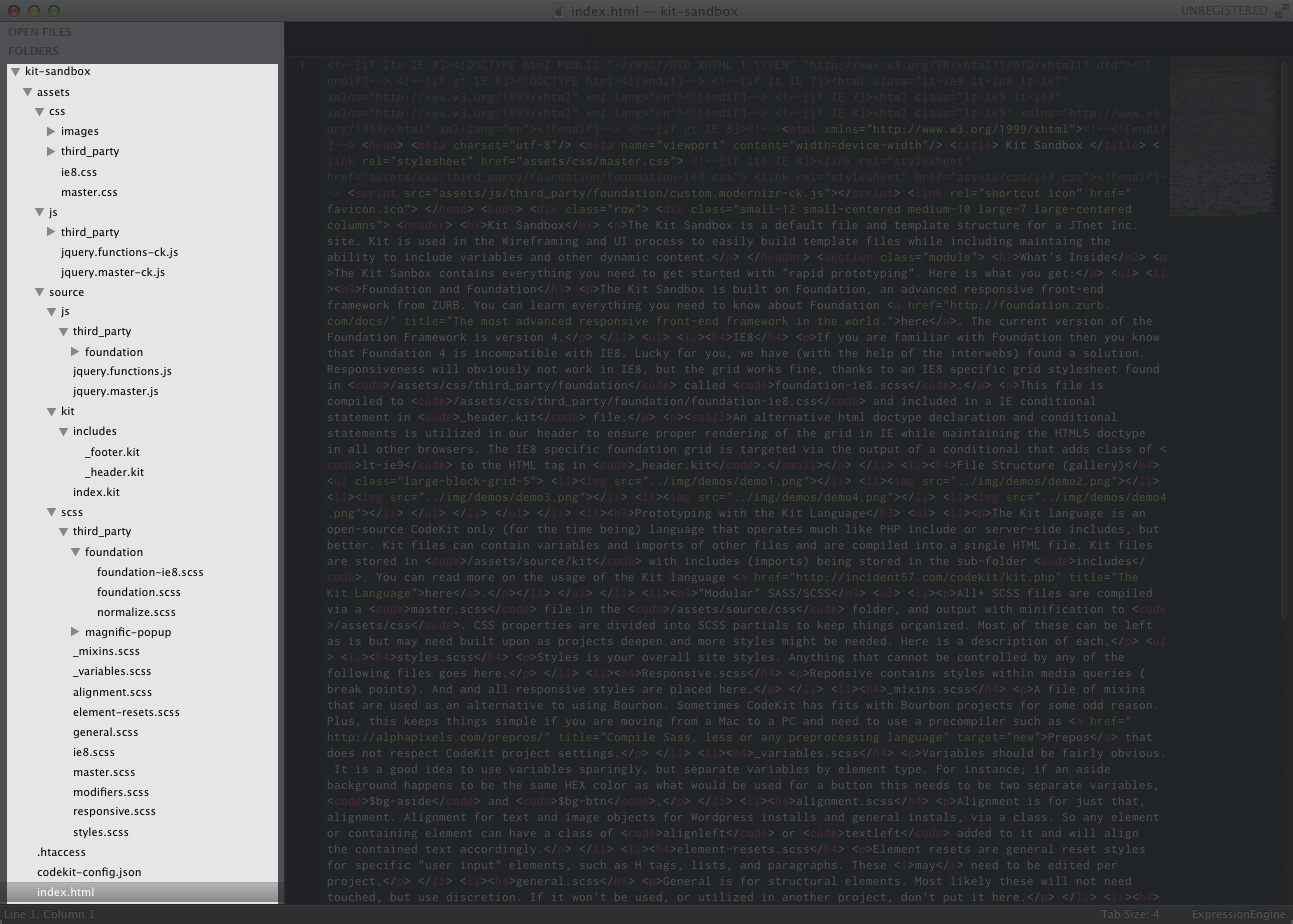 index.html — kit-sandbox
UNREGISTERED
OPEN FILES
FOLDERS
kit-sandbox
assets
css
images
third_party
ie8.css
master.css
js
third_party
jquery.functions-ck.js
jquery.master-ck.js
source
js
third_party
foundation
jquery.functions.js
jquery.master.js
kit
includes
_footer.kit
_header.kit
index.kit
scss
third_party
foundation
foundation-ie8.scss
foundation.scss
normalize.scss
magnific-popup
_mixins.scss
_variables.scss
alignment.scss
element-resets.scss
general.scss
ie8.scss
master.scss
modifiers.scss
responsive.scss
styles.scss
.htaccess
codekit-config.json
index.html
1
<!--[if lte IE 8]><!DOCTYPE html PUBLIC "-//W3C//DTD XHTML 1.1//EN" "http://www.w3.org/TR/xhtml11/DTD/xhtml11.dtd"><![
endif]--> <!--[if gt IE 8]><!DOCTYPE html><![endif]--> <!--[if lt IE 7]><html class="lt-ie9 lt-ie8 lt-ie7"
xmlns="http://www.w3.org/1999/xhtml" xml:lang="en"><![endif]--> <!--[if IE 7]><html class="lt-ie9 lt-ie8"
xmlns="http://www.w3.org/1999/xhtml" xml:lang="en"><![endif]--> <!--[if IE 8]><html class="lt-ie9" xmlns="http://www.w3
.org/1999/xhtml" xml:lang="en"><![endif]--> <!--[if gt IE 8]><!--><html xmlns="http://www.w3.org/1999/xhtml"><!--<![endif
]--> <head> <meta charset="utf-8"/> <meta name="viewport" content="width=device-width"/> <title> Kit Sandbox </title> <
link rel="stylesheet" href="assets/css/master.css"> <!--[if lte IE 8]><link rel="stylesheet"
href="assets/css/third_party/foundation/foundation-ie8.css"> <link rel="stylesheet" href="assets/css/ie8.css"><![endif]-
-> <script src="assets/js/third_party/foundation/custom.modernizr-ck.js"></script> <link rel="shortcut icon" href="
favicon.ico"> </head> <body> <div class="row"> <div class="small-12 small-centered medium-10 large-7 large-centered
columns"> <header> <h1>Kit Sandbox</h1> <p>The Kit Sandbox is a default file and template structure for a JTnet Inc.
site. Kit is used in the Wireframing and UI process to easily build template files while including maintaing the
ability to include variables and other dynamic content.</p> </header> <section class="module"> <h2>What's Inside</h2> <p
>The Kit Sanbox contains everything you need to get started with "rapid prototyping". Here is what you get:</p> <ul> <li
><h3>Foundation and Foundation</h3> <p>The Kit Sandbox is built on Foundation, an advanced responsive front-end
framework from ZURB. You can learn everything you need to know about Foundation <a href="http://foundation.zurb.
com/docs/" title="The most advanced responsive front-end framework in the world.">here</a>. The current version of the
Foundation Framework is version 4.</p> </li> <ul> <li><h4>IE8</h4> <p>If you are familiar with Foundation then you know
that Foundation 4 is incompatible with IE8. Lucky for you, we have (with the help of the interwebs) found a solution.
Responsiveness will obviously not work in IE8, but the grid works fine, thanks to an IE8 specific grid stylesheet found
in <code>/assets/css/third_party/foundation</code> called <code>foundation-ie8.scss</code>.</p> <p>This file is
compiled to <code>/assets/css/third_party/foundation/foundation-ie8.css</code> and included in a IE conditional
statement in <code>_header.kit</code> file.</p> <p><small>An alternative html doctype declaration and conditional
statements is utilized in our header to ensure proper rendering of the grid in IE while maintaining the HTML5 doctype
in all other browsers. The IE8 specific foundation grid is targeted via the output of a conditional that adds class of <
code>lt-ie9</code> to the HTML tag in <code>_header.kit</code>.</small></p> </li> <li><h4>File Structure (gallery)</h4>
<ul class="large-block-grid-5"> <li><img src="../img/demos/demo1.png"></li> <li><img src="../img/demos/demo2.png"></li>
<li><img src="../img/demos/demo3.png"></li> <li><img src="../img/demos/demo4.png"></li> <li><img src="../img/demos/demo4
.png"></li> </ul> </li> </ul> </li> <li><h3>Prototyping with the Kit Language</h3> <ul> <li><p>The Kit language is an
open-source CodeKit only (for the time being) language that operates much like PHP include or server-side includes, but
better. Kit files can contain variables and imports of other files and are compiled into a single HTML file. Kit files
are stored in <code>/assets/source/kit</code> with includes (imports) being stored in the sub-folder <code>includes</
code>. You can read more on the usage of the Kit language <a href="http://incident57.com/codekit/kit.php" title="The
Kit Language">here</a>.</p></li> </ul> </li> <li><h3>"Modular" SASS/SCSS</h3> <ul> <li><p>All* SCSS files are compiled
via a <code>master.scss</code> file in the <code>/assets/source/css</code> folder, and output with minification to <code
>/assets/css</code>. CSS properties are divided into SCSS partials to keep things organized. Most of these can be left
as is but may need built upon as projects deepen and more styles might be needed. Here is a description of each.</p> <ul
> <li><h4>styles.scss</h4> <p>Styles is your overall site styles. Anything that cannot be controlled by any of the
following files goes here.</p> </li> <li><h4>Responsive.scss</h4> <p>Reponsive contains styles within media queries (
break points). And and all responsive styles are placed here.</p> </li> <li><h4>_mixins.scss</h4> <p>A file of mixins
that are used as an alternative to using Bourbon. Sometimes CodeKit has fits with Bourbon projects for some odd reason.
Plus, this keeps things simple if you are moving from a Mac to a PC and need to use a precompiler such as <a href="
http://alphapixels.com/prepros/" title="Compile Sass, less or any preprocessing language" target="new">Prepos</a> that
does not respect CodeKit project settings.</p> </li> <li><h4>_variables.scss</h4> <p>Variables should be fairly obvious.
It is a good idea to use variables sparingly, but separate variables by element type. For instance; if an aside
background happens to be the same HEX color as what would be used for a button this needs to be two separate variables,
<code>$bg-aside</code> and <code>$bg-btn</code>.</p> </li> <li><h4>alignment.scss</h4> <p>Alignment is for just that,
alignment. Alignment for text and image objects for Wordpress installs and general instals, via a class. So any element
or containing element can have a class of <code>alignleft</code> or <code>textleft</code> added to it and will align
the contained text accordingly.</p> </li> <li><h4>element-resets.scss</h4> <p>Element resets are general reset styles
for specific "user input" elements, such as H tags, lists, and paragraphs. These <i>may</i> need to be edited per
project.</p> </li> <li><h4>general.scss</h4> <p>General is for structural elements. Most likely these will not need
touched, but use discretion. If it won't be used, or utilized in another project, don't put it here.</p> </li> <li><h4>
Line 1, Column 1
Tab Size: 4
ExpressionEngine